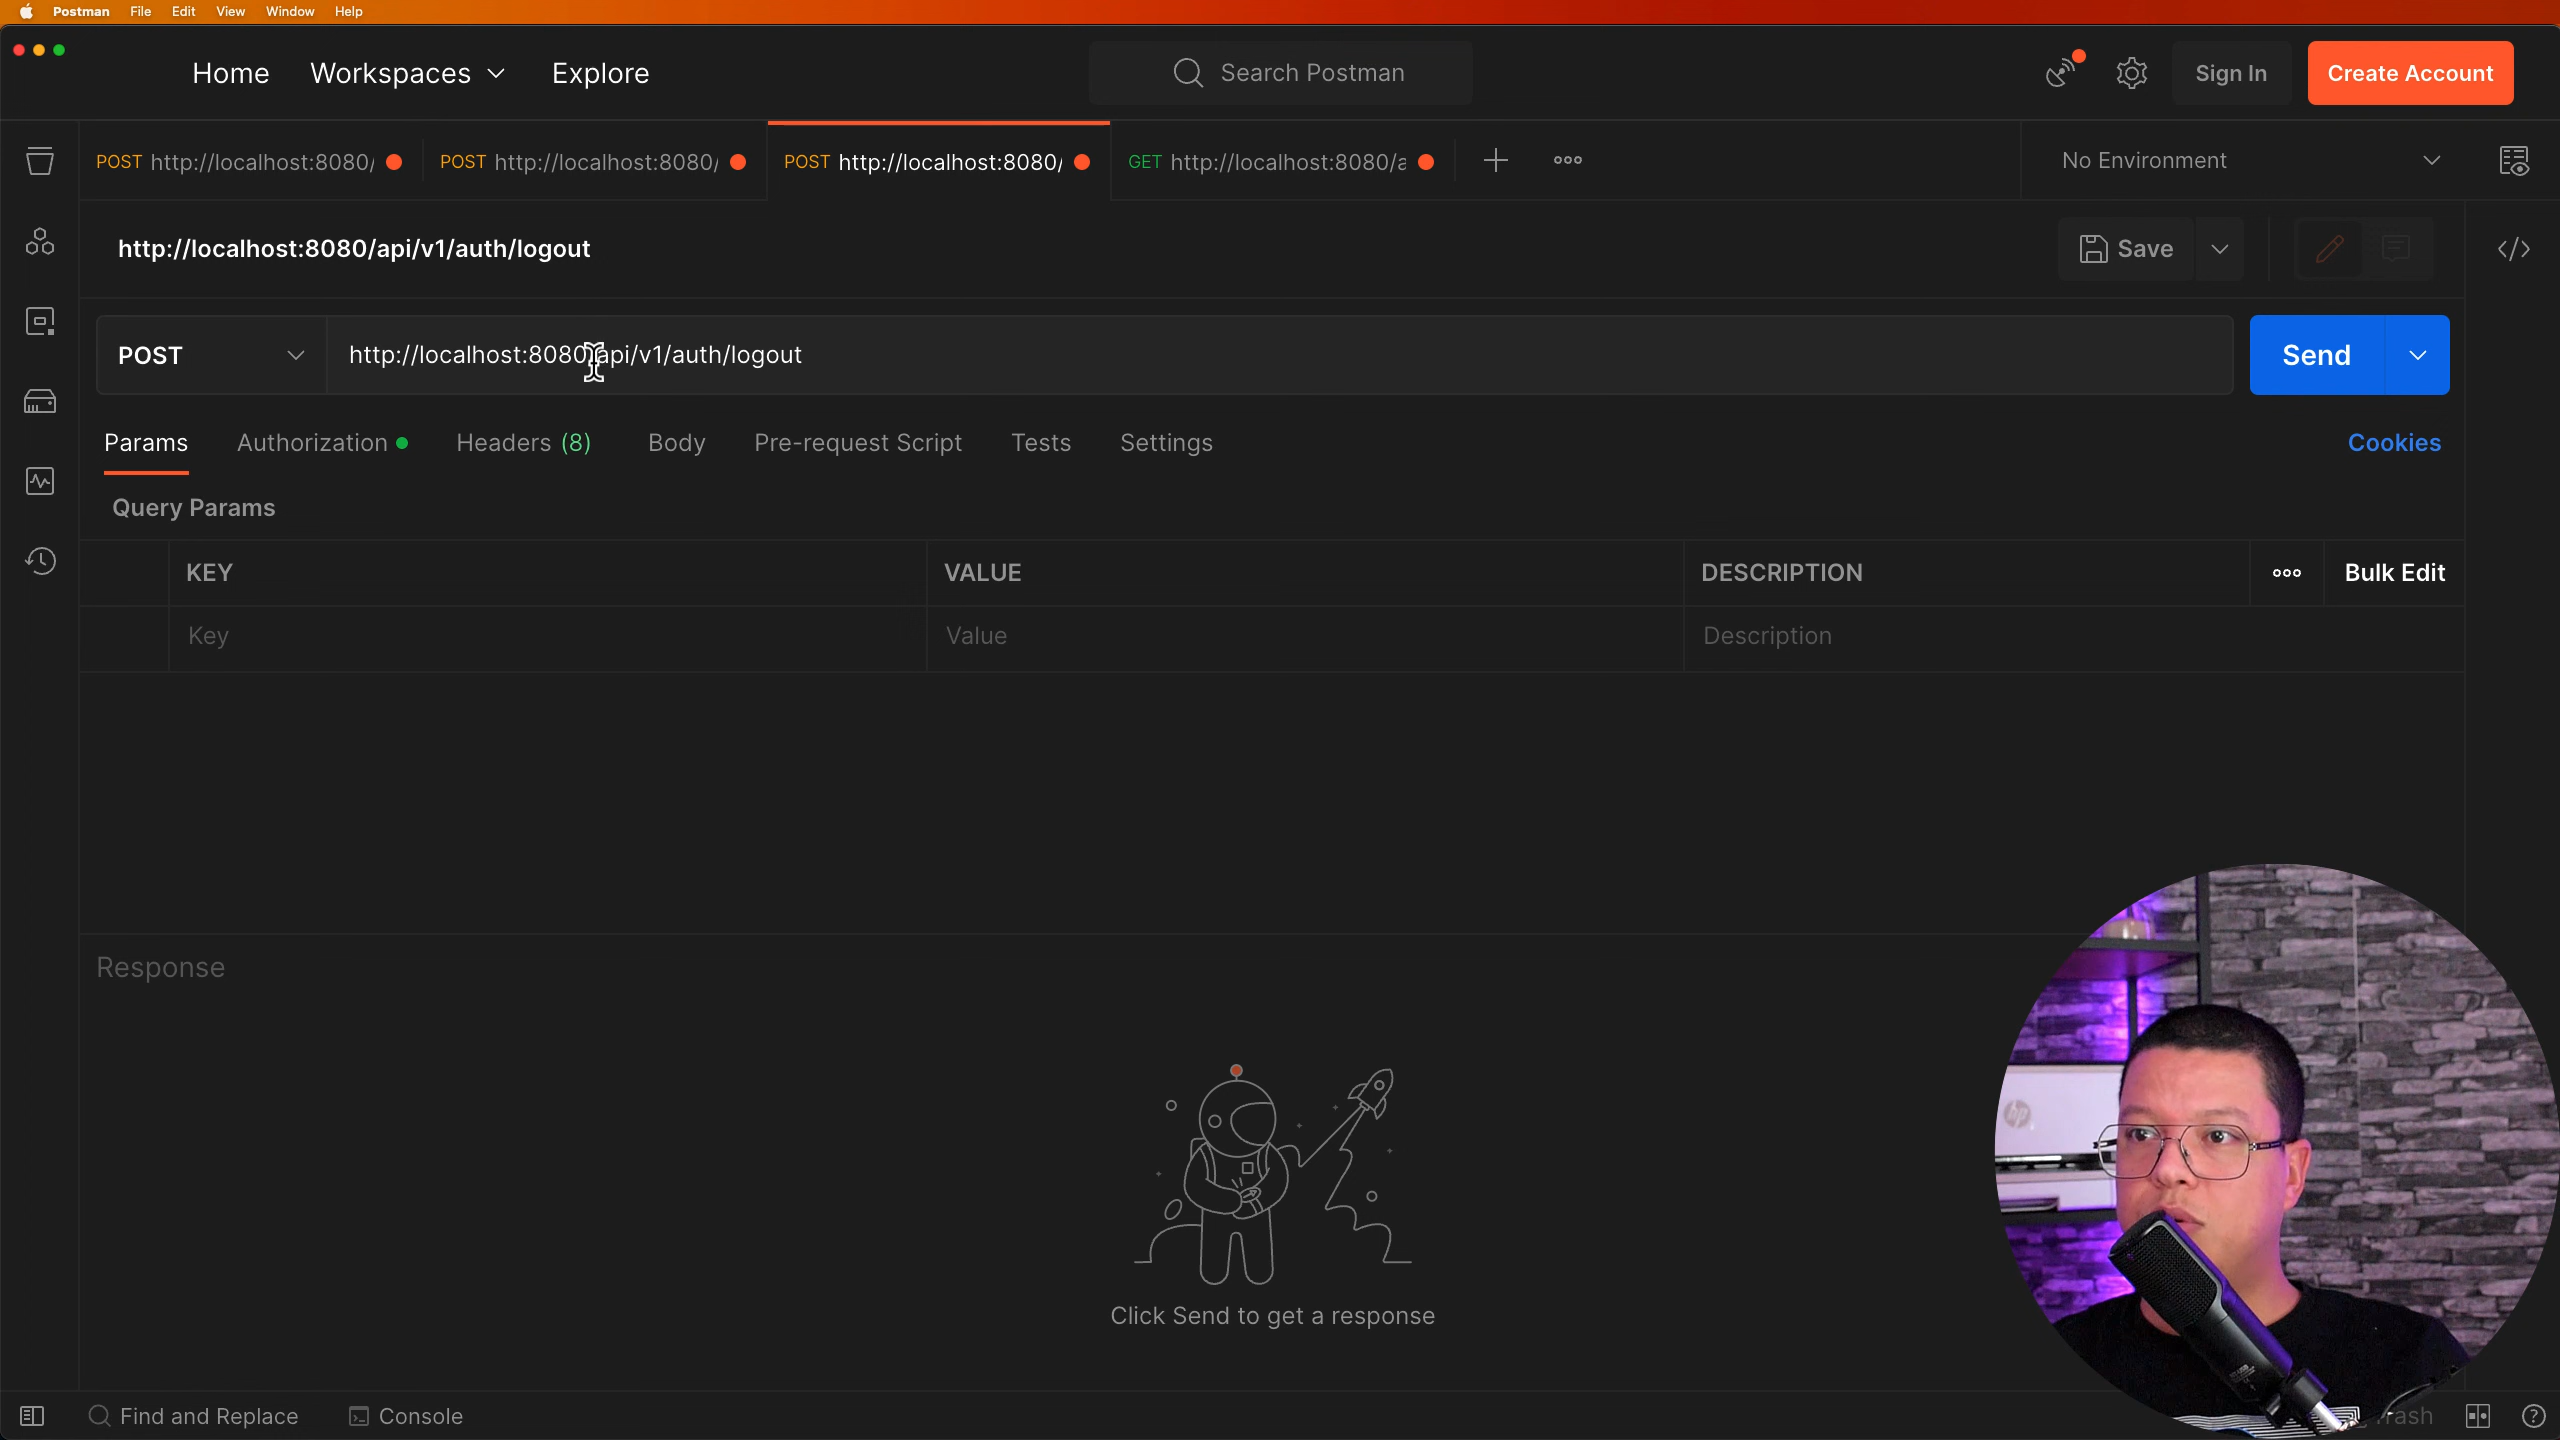 Postman File Edit View Window Help
Home Workspaces Explore Search Postman Sign In Create Account
POST http://localhost:8080/ POST http://localhost:8080/ POST http://localhost:8080/ GET http://localhost:8080/a No Environment
http://localhost:8080/api/v1/auth/logout Save
POST http://localhost:8080/api/v1/auth/logout Send
Params Authorization Headers (8) Body Pre-request Script Tests Settings Cookies
Query Params
KEY VALUE DESCRIPTION Bulk Edit
Key Value Description
Response
hp
Click Send to get a response
Find and Replace Console